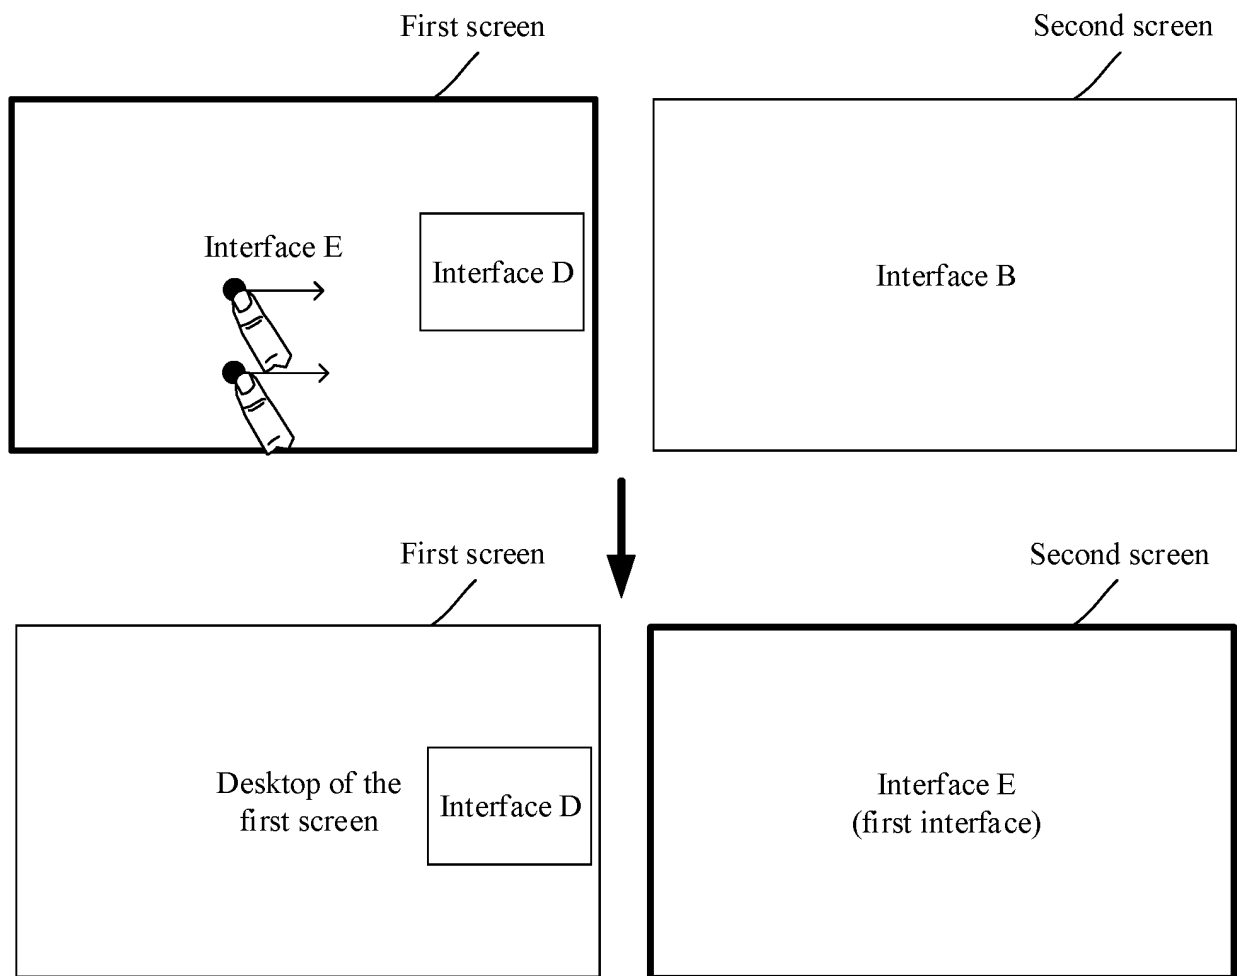 First screen
Second screen
Interface E
Interface D
Interface B
First screen
Second screen
Desktop of the
first screen
Interface D
Interface E
(first interface)